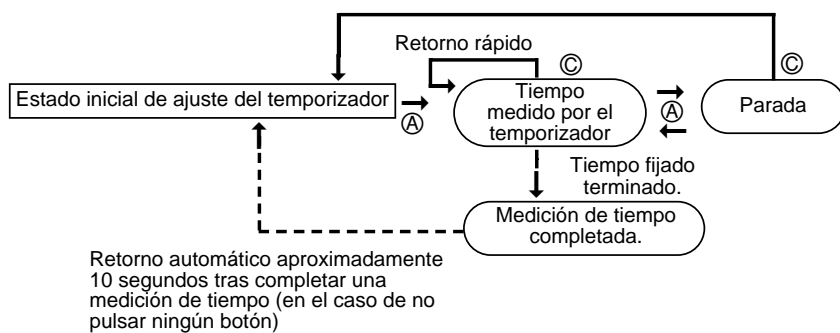 Retorno rápido
Ⓒ
Ⓒ
Estado inicial de ajuste del temporizador
Ⓐ
Tiempo
medido por el
temporizador
Ⓐ
Parada
Tiempo fijado
terminado.
Medición de tiempo
completada.
Retorno automático aproximadamente
10 segundos tras completar una
medición de tiempo (en el caso de no
pulsar ningún botón)